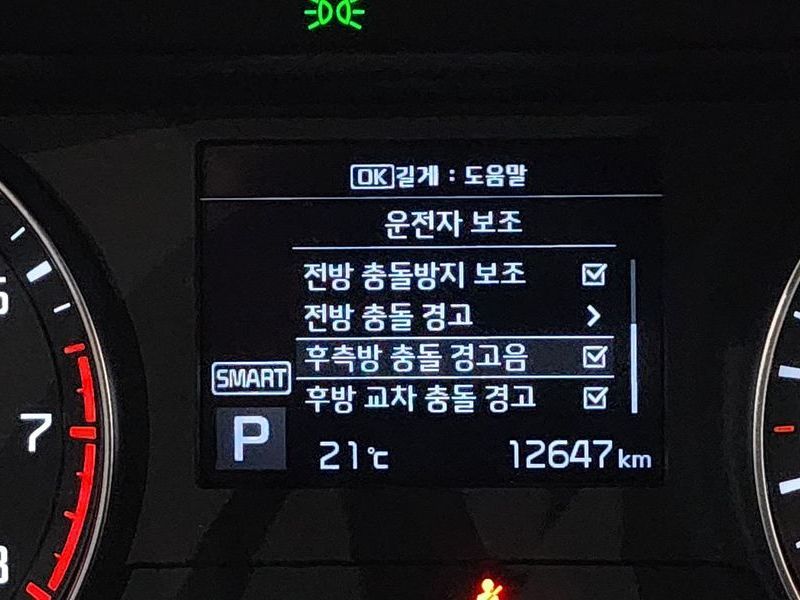 OK 길게 : 도움말
운전자 보조
전방 충돌방지 보조
전방 충돌 경고
후측방 충돌 경고음
후방 교차 충돌 경고
SMART
P
21℃ 12647 km
7